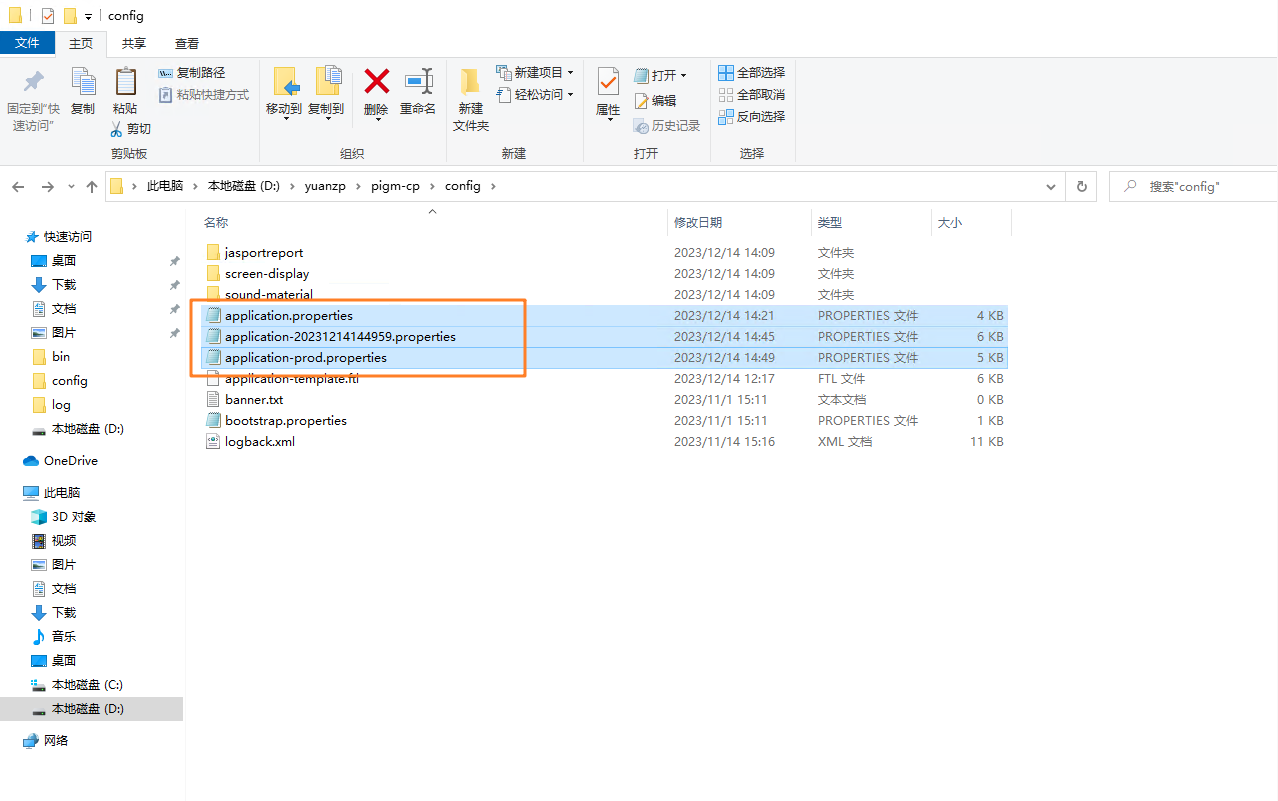 config
文件 主页 共享 查看
固定到"快速访问"
复制
粘贴
复制路径
粘贴快捷方式
剪切
剪贴板
移动到
复制到
删除
重命名
组织
新建文件夹
新建项目
轻松访问
新建
属性
打开
编辑
历史记录
打开
全部选择
全部取消
反向选择
选择
此电脑 本地磁盘 (D:) yuanzp pigm-cp config
搜索"config"
快速访问
桌面
下载
文档
图片
bin
config
log
本地磁盘 (D:)
OneDrive
此电脑
3D 对象
视频
图片
文档
下载
音乐
桌面
本地磁盘 (C:)
本地磁盘 (D:)
网络
名称 修改日期 类型 大小
jasportreport 2023/12/14 14:09 文件夹
screen-display 2023/12/14 14:09 文件夹
sound-material 2023/12/14 14:09 文件夹
application.properties 2023/12/14 14:21 PROPERTIES 文件 4 KB
application-20231214144959.properties 2023/12/14 14:45 PROPERTIES 文件 6 KB
application-prod.properties 2023/12/14 14:49 PROPERTIES 文件 5 KB
application-template.ftl 2023/12/14 12:17 FTL 文件 6 KB
banner.txt 2023/11/1 15:11 文本文档 0 KB
bootstrap.properties 2023/11/1 15:11 PROPERTIES 文件 1 KB
logback.xml 2023/11/14 15:16 XML 文档 11 KB